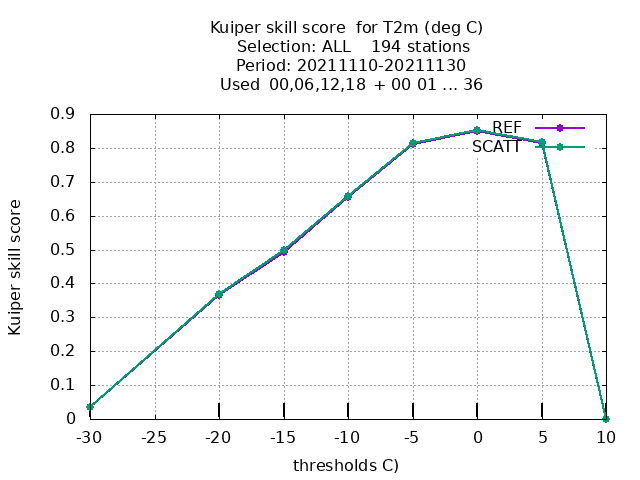 Kuiper skill score for T2m (deg C)
Selection: ALL 194 stations
Period: 20211110-20211130
Used 00,06,12,18 + 00 01 ... 36
REF
SCATT
0.9
0.8
0.7
0.6
0.5
0.4
0.3
0.2
0.1
0
Kuiper skill score
-30 -25 -20 -15 -10 -5 0 5 10
thresholds C)